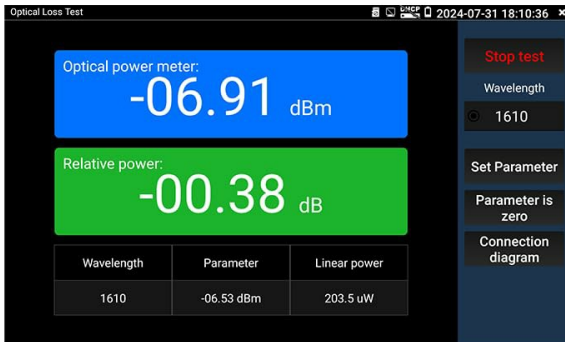 Optical Loss Test
2024-07-31 18:10:36 ×
Optical power meter:
-06.91 dBm
Relative power:
-00.38 dB
Wavelength Parameter Linear power
1610 -06.53 dBm 203.5 uW
Stop test
Wavelength
1610
Set Parameter
Parameter is
zero
Connection
diagram